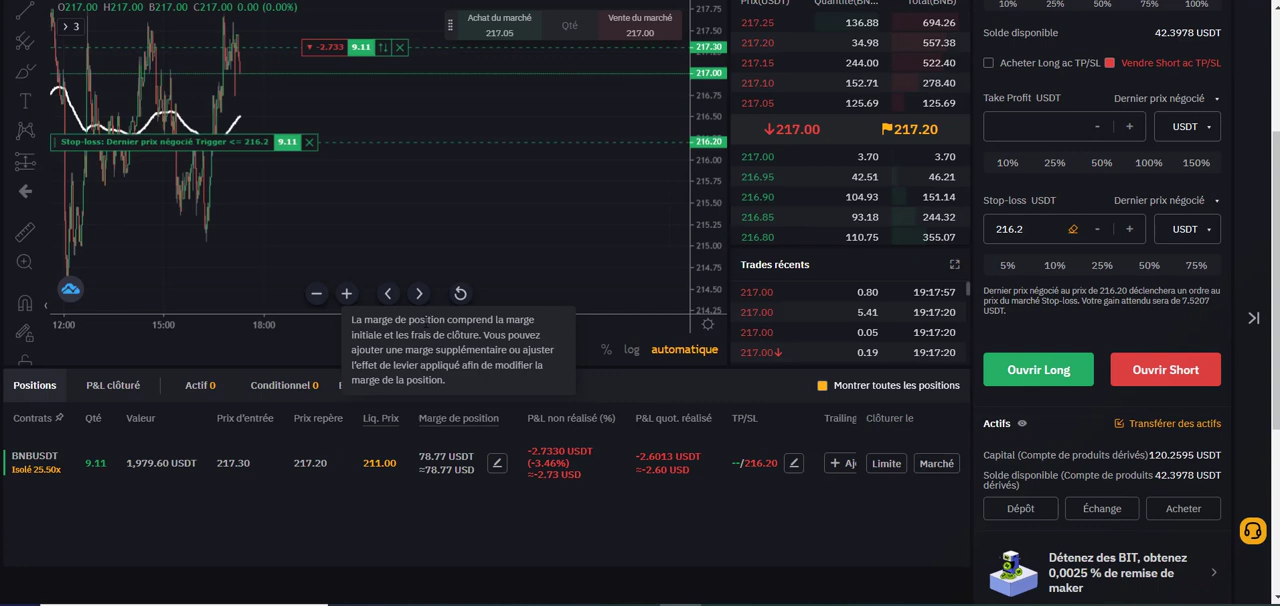 O217.00 H217.00 B217.00 C217.00 0.00 (0.00%)
3
Achat du marché
217.05
Qté
Vente du marché
217.00
-2.733 9.11
217.30
217.00
216.75
216.50
Stop-loss: Dernier prix négocié Trigger <= 216.2 9.11
216.20
216.00
215.75
215.50
215.25
215.00
214.75
214.50
214.25
12:00
15:00
18:00
% log automatique
La marge de position comprend la marge
initiale et les frais de clôture. Vous pouvez
ajouter une marge supplémentaire ou ajuster
l'effet de levier appliqué afin de modifier la
marge de la position.
Prix(USDT) Quantité(BN... Total(BNB)
217.25 136.88 694.26
217.20 34.98 557.38
217.15 244.00 522.40
217.10 152.71 278.40
217.05 125.69 125.69
217.00 217.20
217.00 3.70 3.70
216.95 42.51 46.21
216.90 104.93 151.14
216.85 93.18 244.32
216.80 110.75 355.07
Trades récents
217.00 0.80 19:17:57
217.00 5.41 19:17:20
217.00 0.05 19:17:20
217.00 0.19 19:17:20
10% 25% 50% 75% 100%
Solde disponible 42.3978 USDT
Acheter Long ac TP/SL Vendre Short ac TP/SL
Take Profit USDT Dernier prix négocié
- + USDT
10% 25% 50% 100% 150%
Stop-loss USDT Dernier prix négocié
216.2 - + USDT
5% 10% 25% 50% 75%
Dernier prix négocié au prix de 216.20 déclenchera un ordre au
prix du marché Stop-loss. Votre gain attendu sera de 7.5207
USDT.
Ouvrir Long Ouvrir Short
Actifs Transférer des actifs
Capital (Compte de produits dérivés) 120.2595 USDT
Solde disponible (Compte de produits 42.3978 USDT
dérivés)
Dépôt Échange Acheter
Détenez des BIT, obtenez
0,0025 % de remise de
maker
Positions P&L clôturé Actif 0 Conditionnel 0
Montrer toutes les positions
Contrats Qté Valeur Prix d'entrée Prix repère Liq. Prix Marge de position P&L non réalisé (%) P&L quot. réalisé TP/SL Trailing Clôturer le
BNBUSDT
Isolé 25.50x
9.11
1,979.60 USDT
217.30
217.20
211.00
78.77 USDT
≈78.77 USD
-2.7330 USDT
(-3.46%)
≈-2.73 USD
-2.6013 USDT
≈-2.60 USD
--/216.20
+ Aj
Limite
Marché